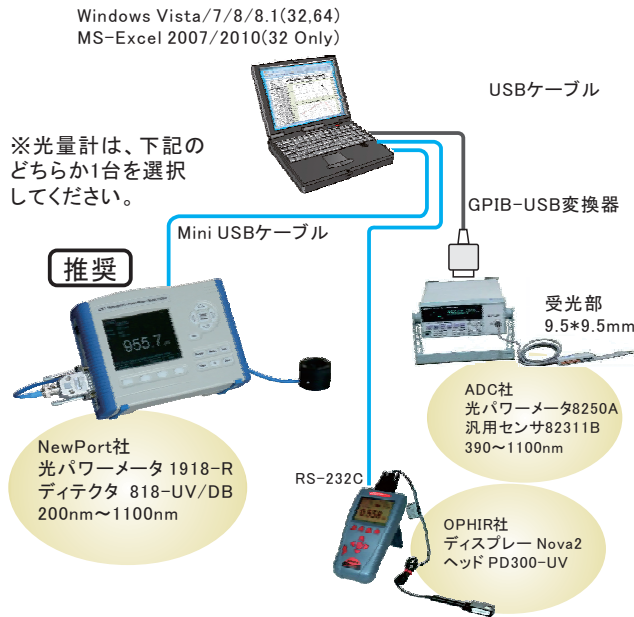 Windows Vista/7/8/8.1(32,64)
MS-Excel 2007/2010(32 Only)
USBケーブル
※光量計は、下記の
どちらか1台を選択
してください。
GPIB-USB変換器
Mini USBケーブル
推奨
955.7
受光部
9.5*9.5mm
ADC社
光パワーメータ8250A
汎用センサ82311B
390～1100nm
NewPort社
光パワーメータ 1918-R
ディテクタ 818-UV/DB
200nm～1100nm
RS-232C
OPHIR社
ディスプレー Nova2
ヘッド PD300-UV